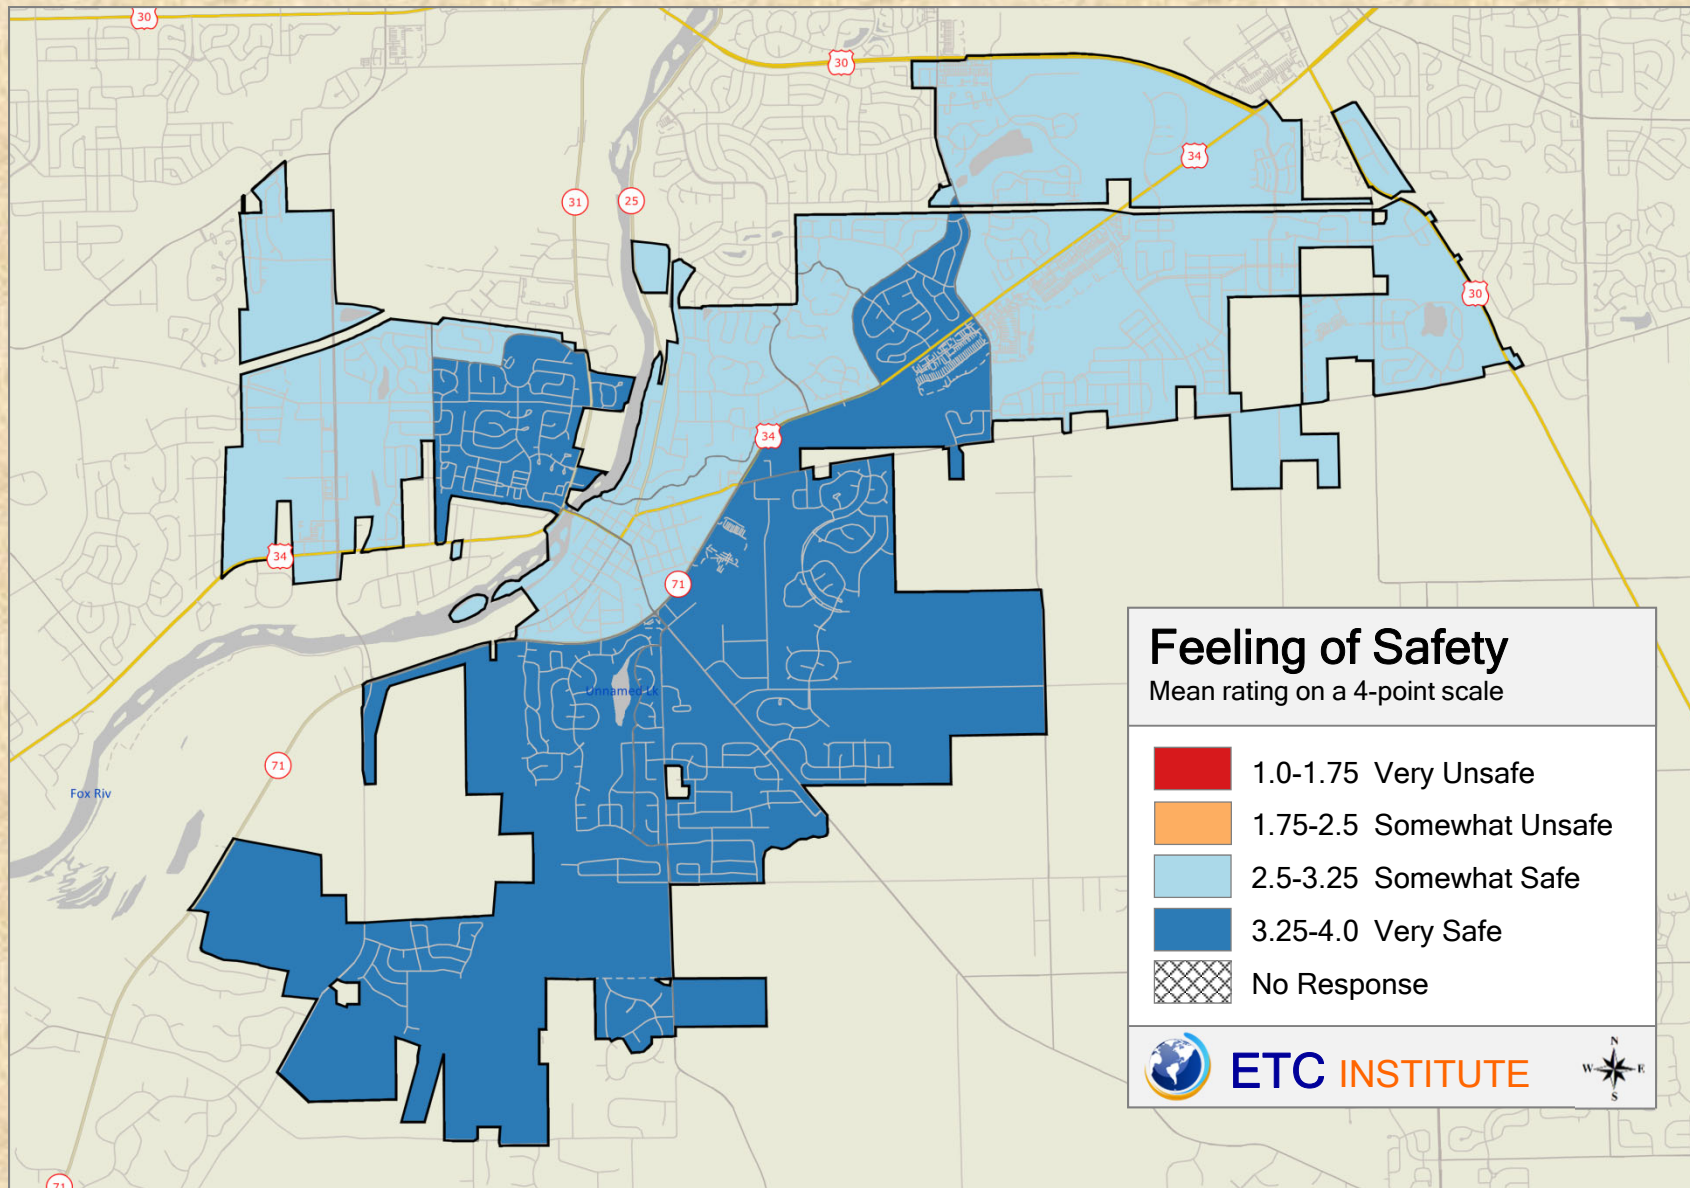 30
30
34
31
25
30
34
34
71
Unnamed Lk
71
Fox Riv
71
Feeling of Safety
Mean rating on a 4-point scale
1.0-1.75 Very Unsafe
1.75-2.5 Somewhat Unsafe
2.5-3.25 Somewhat Safe
3.25-4.0 Very Safe
No Response
ETC INSTITUTE
N
W E
S